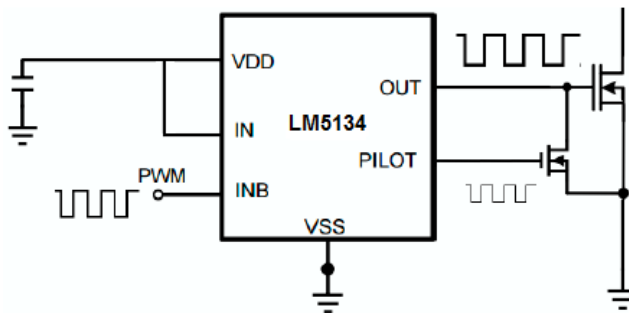 VDD
OUT
LM5134
IN
PILOT
PWM
INB
VSS